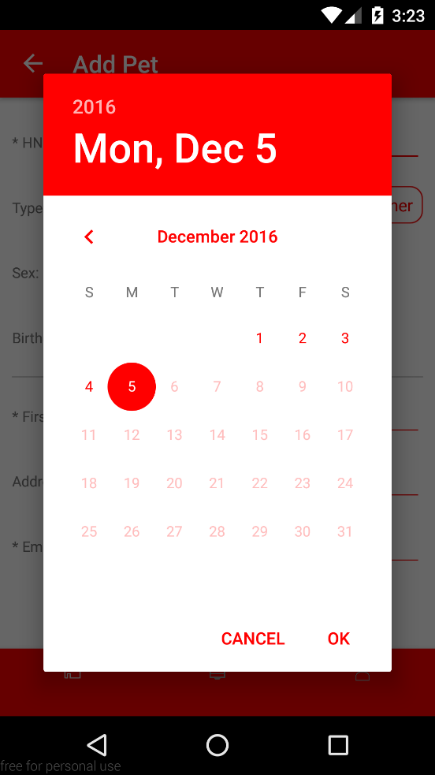 3:23
Add Pet
2016
Mon, Dec 5
* HN
Type
ner
Sex:
Birth
* Firs
Addr
* Em
December 2016
S M T W T F S
1 2 3
4 5 6 7 8 9 10
11 12 13 14 15 16 17
18 19 20 21 22 23 24
25 26 27 28 29 30 31
CANCEL OK
free for personal use